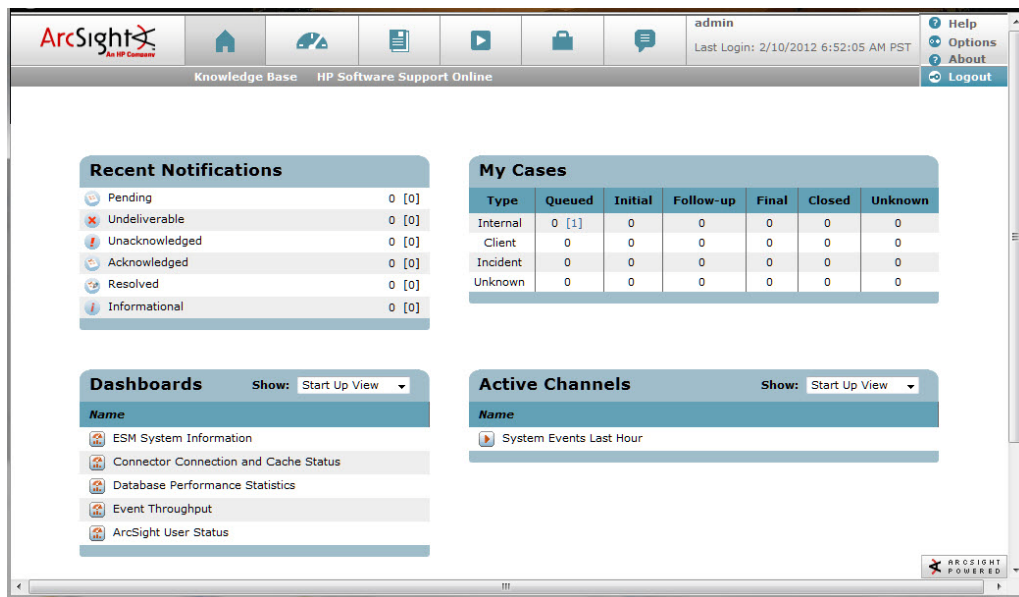 ArcSight
An HP Company
admin
Last Login: 2/10/2012 6:52:05 AM PST
Help
Options
About
Logout
Knowledge Base HP Software Support Online
Recent Notifications
Pending 0 [0]
Undeliverable 0 [0]
Unacknowledged 0 [0]
Acknowledged 0 [0]
Resolved 0 [0]
Informational 0 [0]
My Cases
Type Queued Initial Follow-up Final Closed Unknown
Internal 0 [1] 0 0 0 0 0
Client 0 0 0 0 0 0
Incident 0 0 0 0 0 0
Unknown 0 0 0 0 0 0
Dashboards Show: Start Up View
Name
ESM System Information
Connector Connection and Cache Status
Database Performance Statistics
Event Throughput
ArcSight User Status
Active Channels Show: Start Up View
Name
System Events Last Hour
ARCSIGHT
POWERED